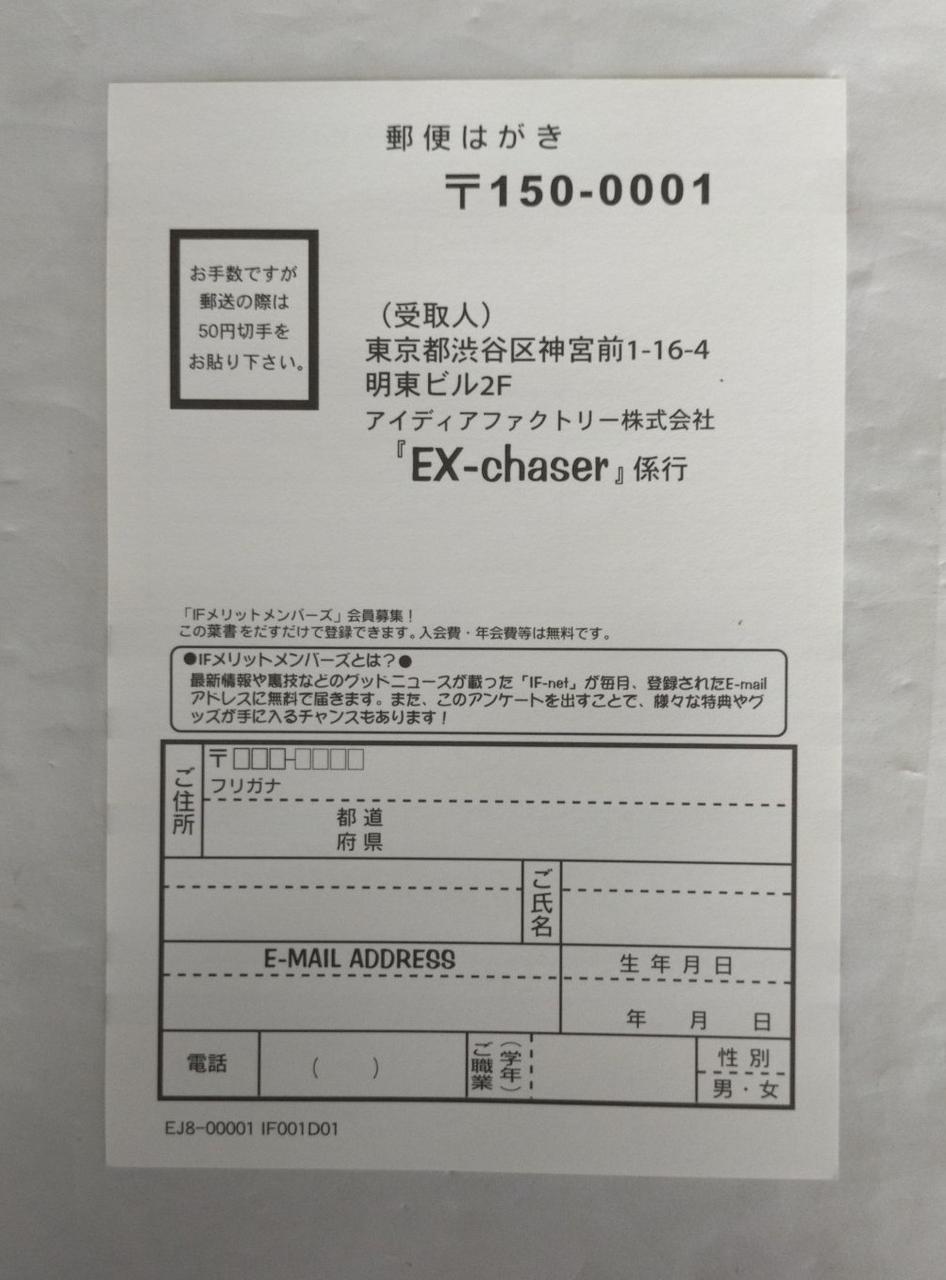 郵便はがき
〒150-0001
お手数ですが
郵送の際は
50円切手を
お貼り下さい。
（受取人）
東京都渋谷区神宮前1-16-4
明東ビル2F
アイディアファクトリー株式会社
『EX-chaser』係行
「IFメリットメンバーズ」会員募集！
この葉書をだすだけで登録できます。入会費・年会費等は無料です。
●IFメリットメンバーズとは？●
最新情報や裏技などのグッドニュースが載った「IF-net」が毎月、登録されたE-mail
アドレスに無料で届きます。また、このアンケートを出すことで、様々な特典やグ
ッズが手に入るチャンスもあります！
ご住所
〒□□□-□□□□
フリガナ
都道
府県
ご氏名
E-MAIL ADDRESS
生年月日
年 月 日
電話
（ ）
ご職業
（学年）
性別
男・女
EJ8-00001 IF001D01